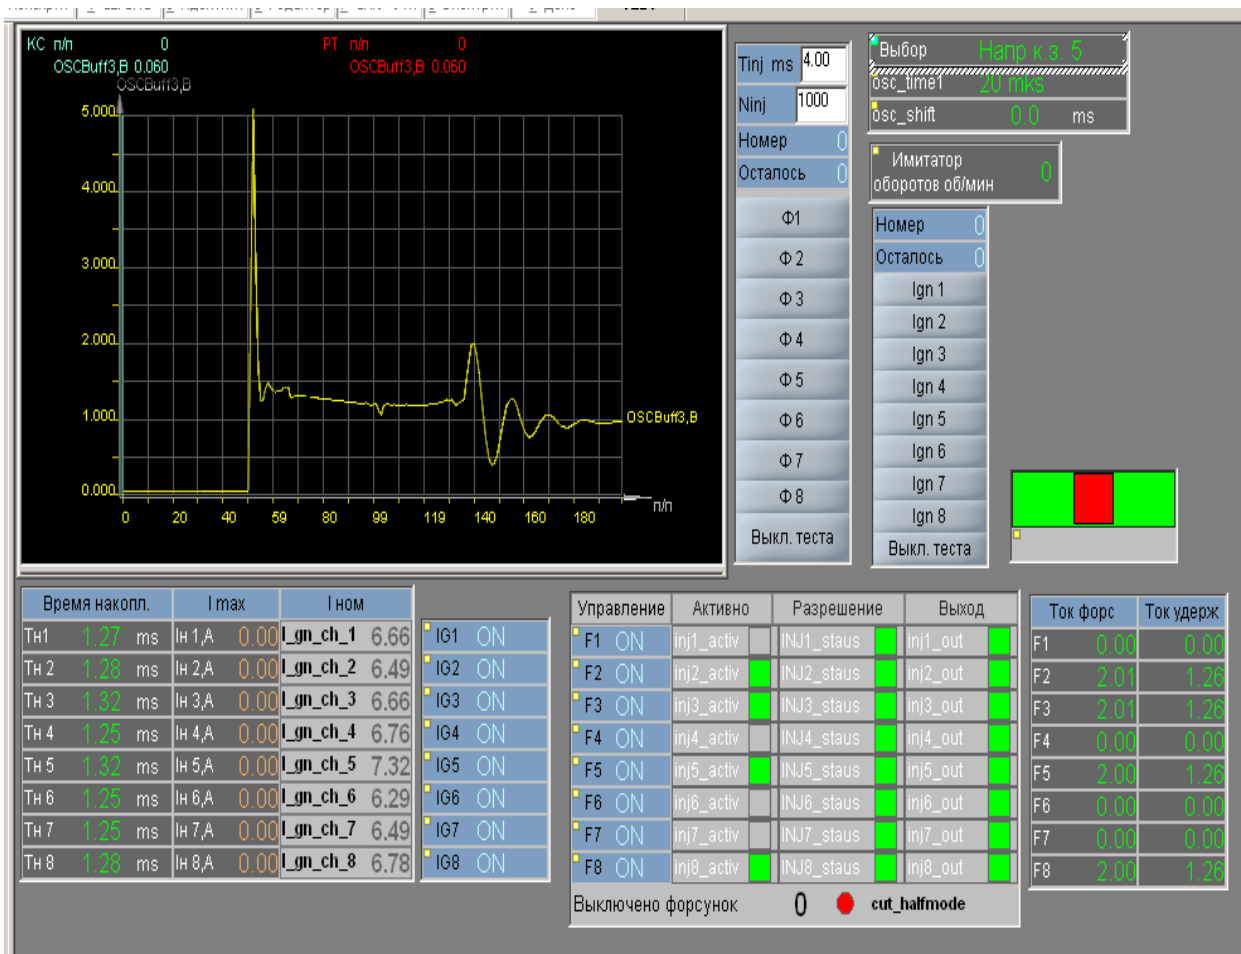 TEST
КС п/п 0
OSCBuff3,В 0.060
РТ п/п 0
OSCBuff3,В 0.060
OSCBuff3,В
5.000
4.000
3.000
2.000
1.000
0.000
OSCBuff3,В
0 20 40 59 80 99 119 140 160 180
п/п
Tinj ms 4.00
Ninj 1000
Номер 0
Осталось 0
Ф1
Ф 2
Ф 3
Ф 4
Ф 5
Ф 6
Ф 7
Ф 8
Выкл. теста
Выбор Напр к.з. 5
osc_time1 20 mks
osc_shift 0.0 ms
Имитатор
оборотов об/мин 0
Номер 0
Осталось 0
Ign 1
Ign 2
Ign 3
Ign 4
Ign 5
Ign 6
Ign 7
Ign 8
Выкл. теста
Время накопл. I max I ном
Тн1 1.27 ms Iн 1,А 0.00 I_gn_ch_1 6.66
Тн 2 1.28 ms Iн 2,А 0.00 I_gn_ch_2 6.49
Тн 3 1.32 ms Iн 3,А 0.00 I_gn_ch_3 6.66
Тн 4 1.25 ms Iн 4,А 0.00 I_gn_ch_4 6.76
Тн 5 1.32 ms Iн 5,А 0.00 I_gn_ch_5 7.32
Тн 6 1.25 ms Iн 6,А 0.00 I_gn_ch_6 6.29
Тн 7 1.25 ms Iн 7,А 0.00 I_gn_ch_7 6.49
Тн 8 1.28 ms Iн 8,А 0.00 I_gn_ch_8 6.78
IG1 ON
IG2 ON
IG3 ON
IG4 ON
IG5 ON
IG6 ON
IG7 ON
IG8 ON
Управление Активно Разрешение Выход
F1 ON inj1_activ INJ1_staus inj1_out
F2 ON inj2_activ INJ2_staus inj2_out
F3 ON inj3_activ INJ3_staus inj3_out
F4 ON inj4_activ INJ4_staus inj4_out
F5 ON inj5_activ INJ5_staus inj5_out
F6 ON inj6_activ INJ6_staus inj6_out
F7 ON inj7_activ INJ7_staus inj7_out
F8 ON inj8_activ INJ8_staus inj8_out
Выключено форсунок 0 cut_halfmode
Ток форс Ток удерж
F1 0.00 0.00
F2 2.01 1.26
F3 2.01 1.26
F4 0.00 0.00
F5 2.00 1.26
F6 0.00 0.00
F7 0.00 0.00
F8 2.00 1.26